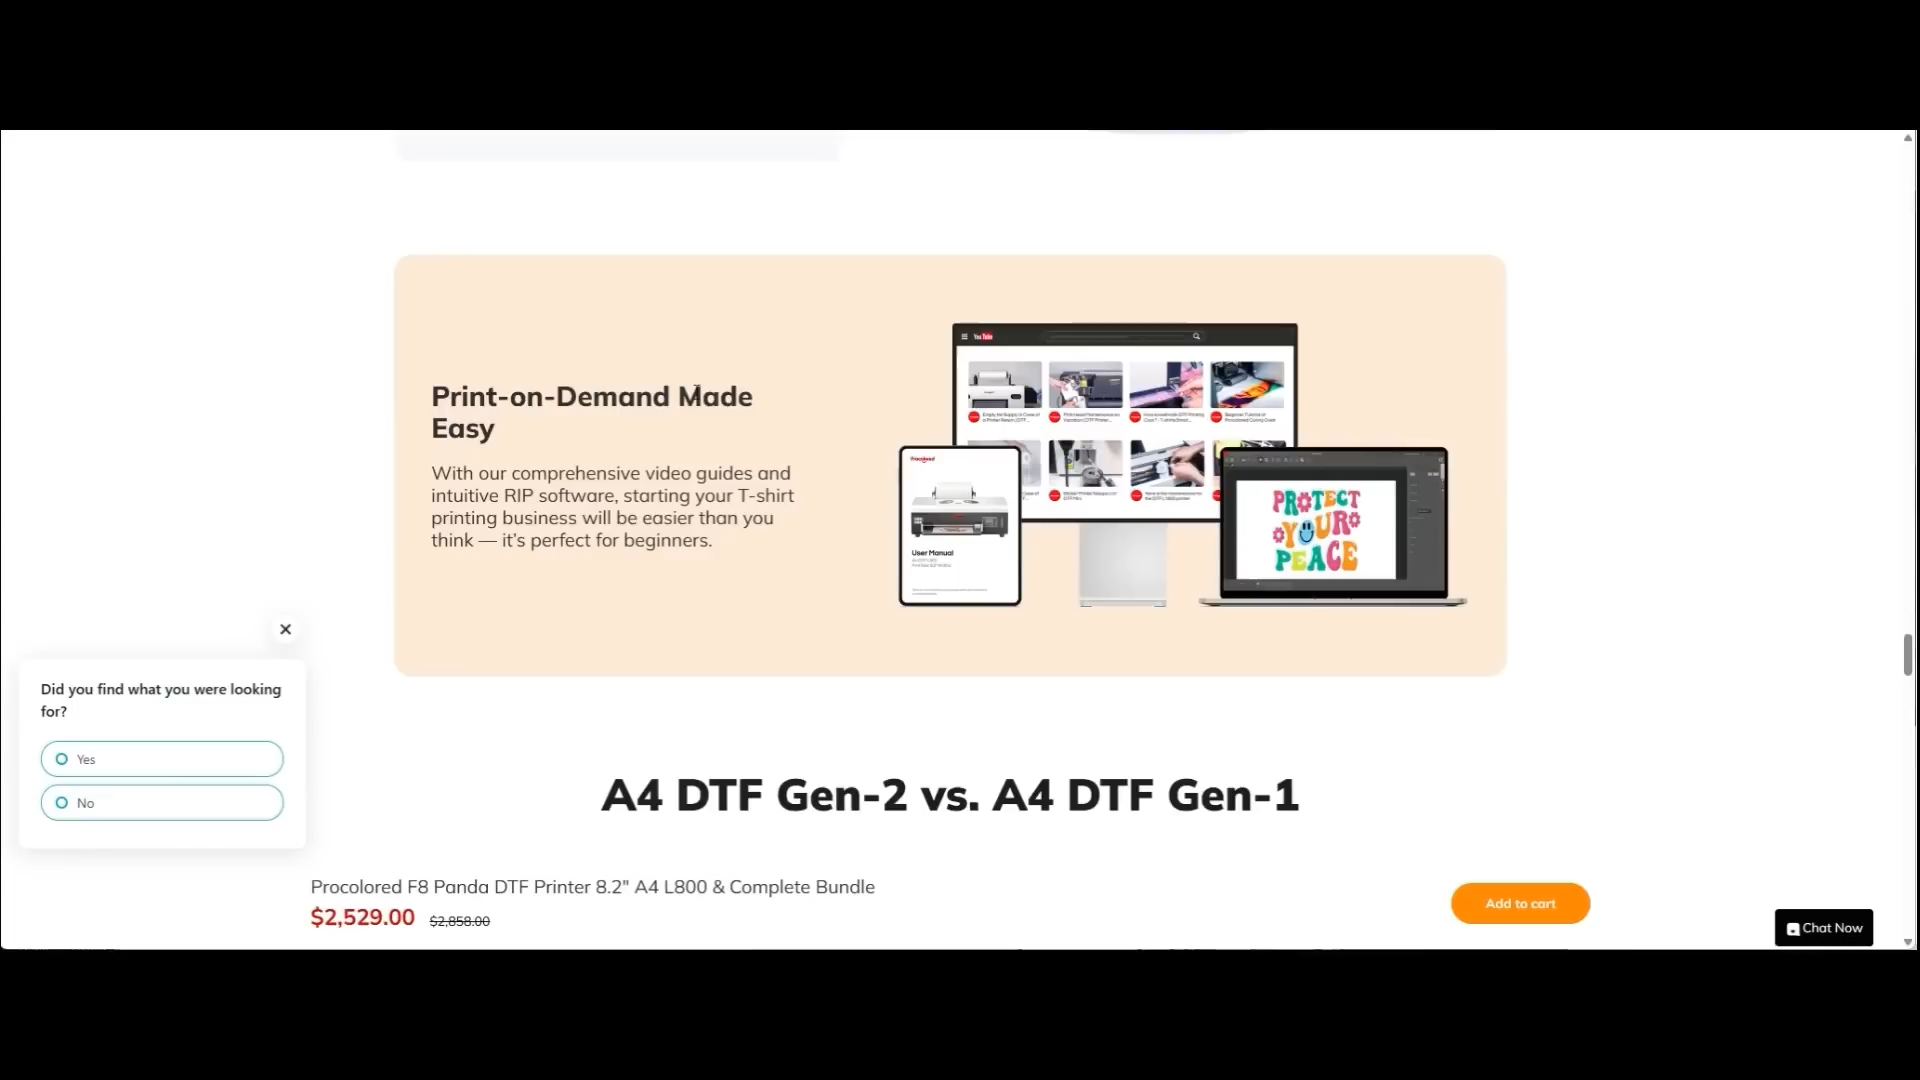 YouTube
Print-on-Demand Made
Easy
With our comprehensive video guides and
intuitive RIP software, starting your T-shirt
printing business will be easier than you
think — it's perfect for beginners.
Procolored
User Manual
PROTECT
YOUR
PEACE
Did you find what you were looking
for?
Yes
No
A4 DTF Gen-2 vs. A4 DTF Gen-1
Procolored F8 Panda DTF Printer 8.2" A4 L800 & Complete Bundle
$2,529.00 $2,858.00
Add to cart
Chat Now